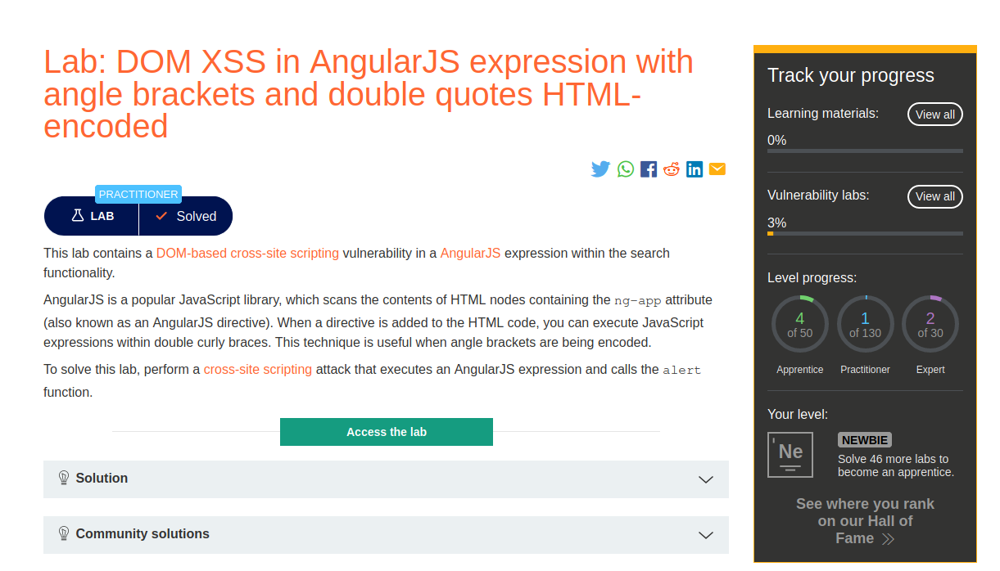 Lab: DOM XSS in AngularJS expression with
angle brackets and double quotes HTML-
encoded
PRACTITIONER
LAB
Solved
This lab contains a DOM-based cross-site scripting vulnerability in a AngularJS expression within the search
functionality.
AngularJS is a popular JavaScript library, which scans the contents of HTML nodes containing the ng-app attribute
(also known as an AngularJS directive). When a directive is added to the HTML code, you can execute JavaScript
expressions within double curly braces. This technique is useful when angle brackets are being encoded.
To solve this lab, perform a cross-site scripting attack that executes an AngularJS expression and calls the alert
function.
Access the lab
Solution
Community solutions
Track your progress
Learning materials: View all
0%
Vulnerability labs: View all
3%
Level progress:
4 1 2
of 50 of 130 of 30
Apprentice Practitioner Expert
Your level:
Ne
NEWBIE
Solve 46 more labs to
become an apprentice.
See where you rank
on our Hall of
Fame